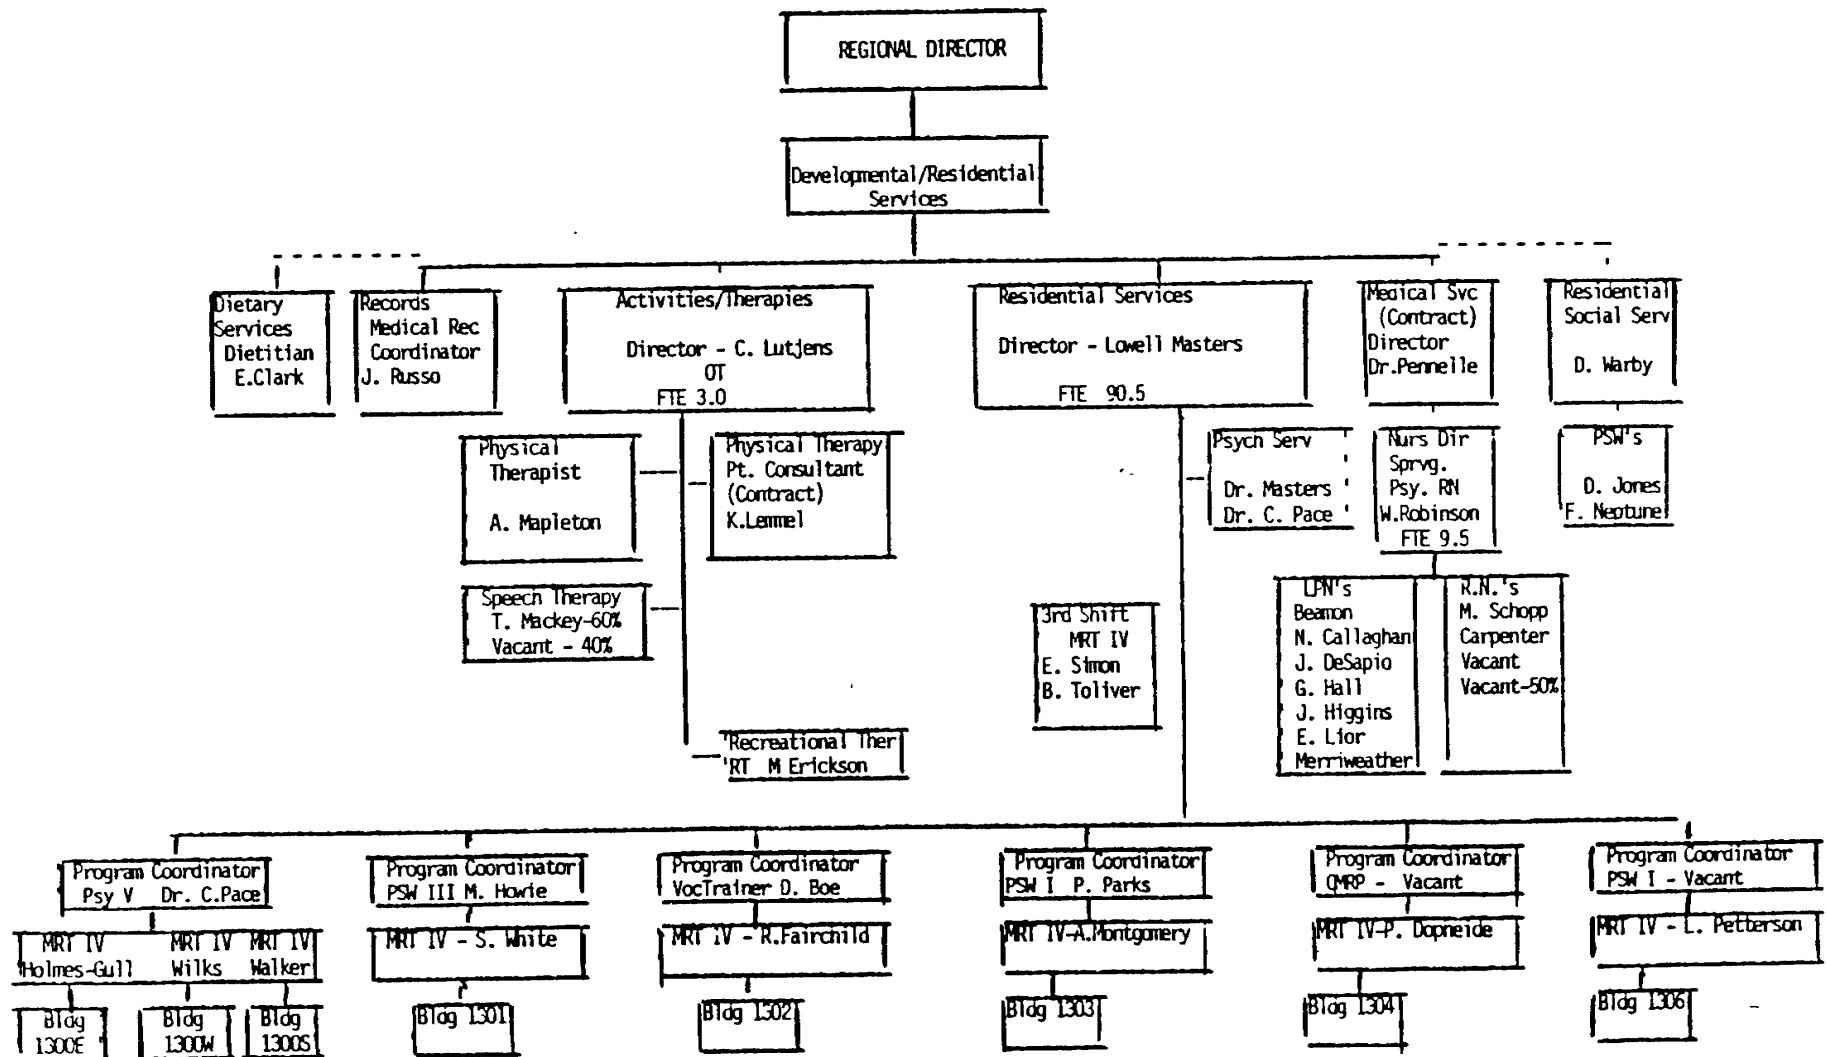 REGIONAL DIRECTOR
Developmental/Residential
Services
Dietary
Services
Dietitian
E.Clark
Records
Medical Rec
Coordinator
J. Russo
Activities/Therapies
Director - C. Lutjens
OT
FTE 3.0
Residential Services
Director - Lowell Masters
FTE 90.5
Medical Svc
(Contract)
Director
Dr.Pennelle
Residential
Social Serv
D. Warby
Physical
Therapist
A. Mapleton
Physical Therapy
Pt. Consultant
(Contract)
K.Lemmel
Psych Serv
Dr. Masters
Dr. C. Pace
Nurs Dir
Sprvg.
Psy. RN
W.Robinson
FTE 9.5
PSW's
D. Jones
F. Neptune
Speech Therapy
T. Mackey-60%
Vacant - 40%
3rd Shift
MRT IV
E. Simon
B. Toliver
LPN's
Beamon
N. Callaghan
J. DeSapio
G. Hall
J. Higgins
E. Lior
Merriweather
R.N.'s
M. Schopp
Carpenter
Vacant
Vacant-50%
Recreational Ther
RT M Erickson
Program Coordinator
Psy V Dr. C.Pace
Program Coordinator
PSW III M. Howie
Program Coordinator
VocTrainer D. Boe
Program Coordinator
PSW I P. Parks
Program Coordinator
QMRP - Vacant
Program Coordinator
PSW I - Vacant
MRT IV MRT IV MRT IV
Holmes-Gull Wilks Walker
MRT IV - S. White
MRT IV - R.Fairchild
MRT IV-A.Montgomery
MRT IV-P. Dopheide
MRT IV - L. Petterson
Bldg
1300E
Bldg
1300W
Bldg
1300S
Bldg 1301
Bldg 1302
Bldg 1303
Bldg 1304
Bldg 1306